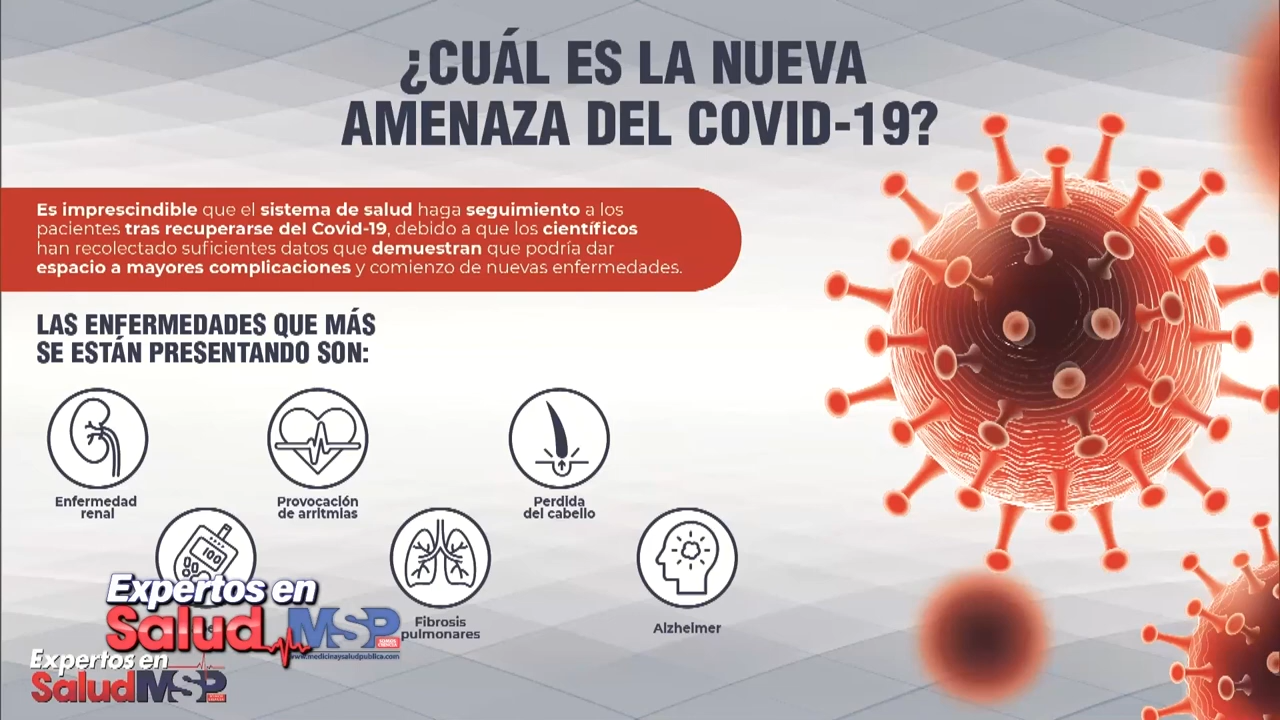 ¿CUÁL ES LA NUEVA
AMENAZA DEL COVID-19?
Es imprescindible que el sistema de salud haga seguimiento a los
pacientes tras recuperarse del Covid-19, debido a que los científicos
han recolectado suficientes datos que demuestran que podría dar
espacio a mayores complicaciones y comienzo de nuevas enfermedades.
LAS ENFERMEDADES QUE MÁS
SE ESTÁN PRESENTANDO SON:
Enfermedad
renal
Provocación
de arritmias
Perdida
del cabello
100
Fibrosis
pulmonares
Alzheimer
Expertos en
Salud MSP
www.medicinaysaludpublica.com
Expertos en
Salud MSP